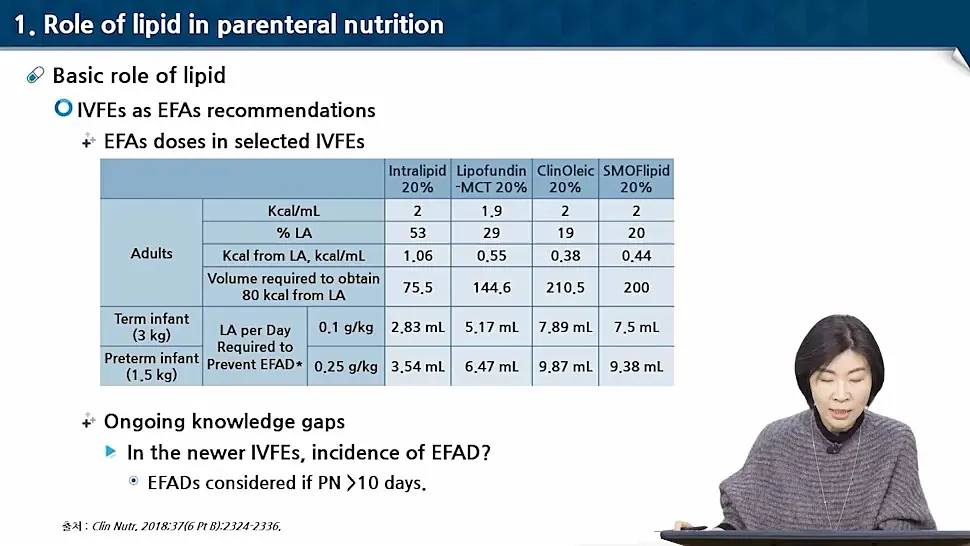 1. Role of lipid in parenteral nutrition
Basic role of lipid
IVFEs as EFAs recommendations
EFAs doses in selected IVFEs
Intralipid 20% Lipofundin -MCT 20% ClinOleic 20% SMOFlipid 20%
Adults
Kcal/mL 2 1.9 2 2
% LA 53 29 19 20
Kcal from LA, kcal/mL 1.06 0.55 0.38 0.44
Volume required to obtain 80 kcal from LA 75.5 144.6 210.5 200
Term infant (3 kg)
LA per Day Required to Prevent EFAD*
0.1 g/kg 2.83 mL 5.17 mL 7.89 mL 7.5 mL
Preterm infant (1.5 kg)
0.25 g/kg 3.54 mL 6.47 mL 9.87 mL 9.38 mL
Ongoing knowledge gaps
In the newer IVFEs, incidence of EFAD?
EFADs considered if PN >10 days.
출처 : Clin Nutr. 2018;37(6 Pt B):2324-2336.